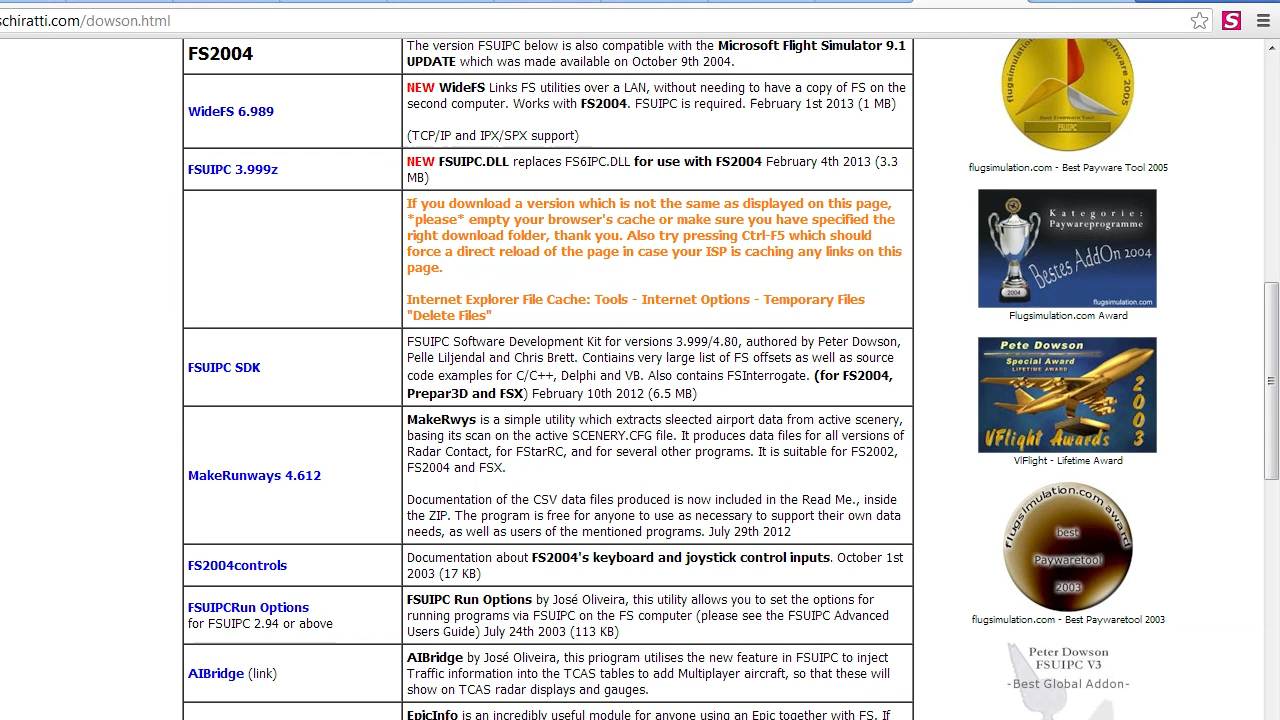 schiratti.com/dowson.html
FS2004
The version FSUIPC below is also compatible with the Microsoft Flight Simulator 9.1
UPDATE which was made available on October 9th 2004.
WideFS 6.989
NEW WideFS Links FS utilities over a LAN, without needing to have a copy of FS on the
second computer. Works with FS2004. FSUIPC is required. February 1st 2013 (1 MB)
(TCP/IP and IPX/SPX support)
FSUIPC 3.999z
NEW FSUIPC.DLL replaces FS6IPC.DLL for use with FS2004 February 4th 2013 (3.3
MB)
If you download a version which is not the same as displayed on this page,
*please* empty your browser's cache or make sure you have specified the
right download folder, thank you. Also try pressing Ctrl-F5 which should
force a direct reload of the page in case your ISP is caching any links on this
page.
Internet Explorer File Cache: Tools - Internet Options - Temporary Files
"Delete Files"
FSUIPC SDK
FSUIPC Software Development Kit for versions 3.999/4.80, authored by Peter Dowson,
Pelle Liljendal and Chris Brett. Contiains very large list of FS offsets as well as source
code examples for C/C++, Delphi and VB. Also contains FSInterrogate. (for FS2004,
Prepar3D and FSX) February 10th 2012 (6.5 MB)
MakeRunways 4.612
MakeRwys is a simple utility which extracts sleected airport data from active scenery,
basing its scan on the active SCENERY.CFG file. It produces data files for all versions of
Radar Contact, for FStarRC, and for several other programs. It is suitable for FS2002,
FS2004 and FSX.
Documentation of the CSV data files produced is now included in the Read Me., inside
the ZIP. The program is free for anyone to use as necessary to support their own data
needs, as well as users of the mentioned programs. July 29th 2012
FS2004controls
Documentation about FS2004's keyboard and joystick control inputs. October 1st
2003 (17 KB)
FSUIPCRun Options
for FSUIPC 2.94 or above
FSUIPC Run Options by José Oliveira, this utility allows you to set the options for
running programs via FSUIPC on the FS computer (please see the FSUIPC Advanced
Users Guide) July 24th 2003 (113 KB)
AIBridge (link)
AIBridge by José Oliveira, this priogram utilises the new feature in FSUIPC to inject
Traffic information into the TCAS tables to add Multiplayer aircraft, so that these will
show on TCAS radar displays and gauges.
EpicInfo is an incredibly useful module for anyone using an Epic together with FS. If
flugsimulation.com
software 2005
Best Freeware Tool
FSUIPC
flugsimulation.com - Best Payware Tool 2005
Kategorie:
Paywareprogramme
Bestes AddOn 2004
2004
flugsimulation.com
Flugsimulation.com Award
Pete Dowson
Special Award
LIFETIME AWARD
2003
VFlight Awards
VlFlight - Lifetime Award
flugsimulation.com award
best
Paywaretool
2003
flugsimulation.com - Best Paywaretool 2003
Peter Dowson
FSUIPC V3
-Best Global Addon-